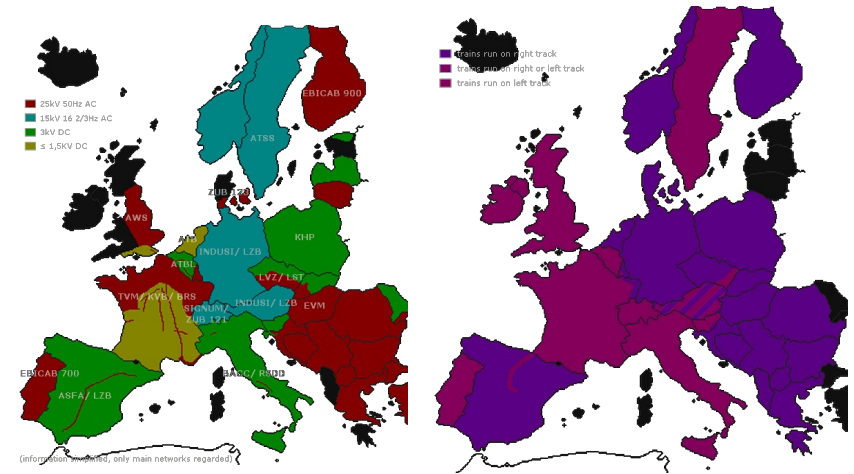 25kV 50Hz AC
15kV 16 2/3Hz AC
3kV DC
≤ 1,5KV DC
EBICAB 900
ATSS
ZUB 123
AWS
ATB
INDUSI/ LZB
KHP
ATBL
LVZ/ LST
TVM/ KVB/ BRS
SIGNUM/
ZUB 121
INDUSI/ LZB
EVM
EBICAB 700
ASFA/ LZB
BACC/ RSDD
(information simplified, only main networks regarded)
trains run on right track
trains run on right or left track
trains run on left track